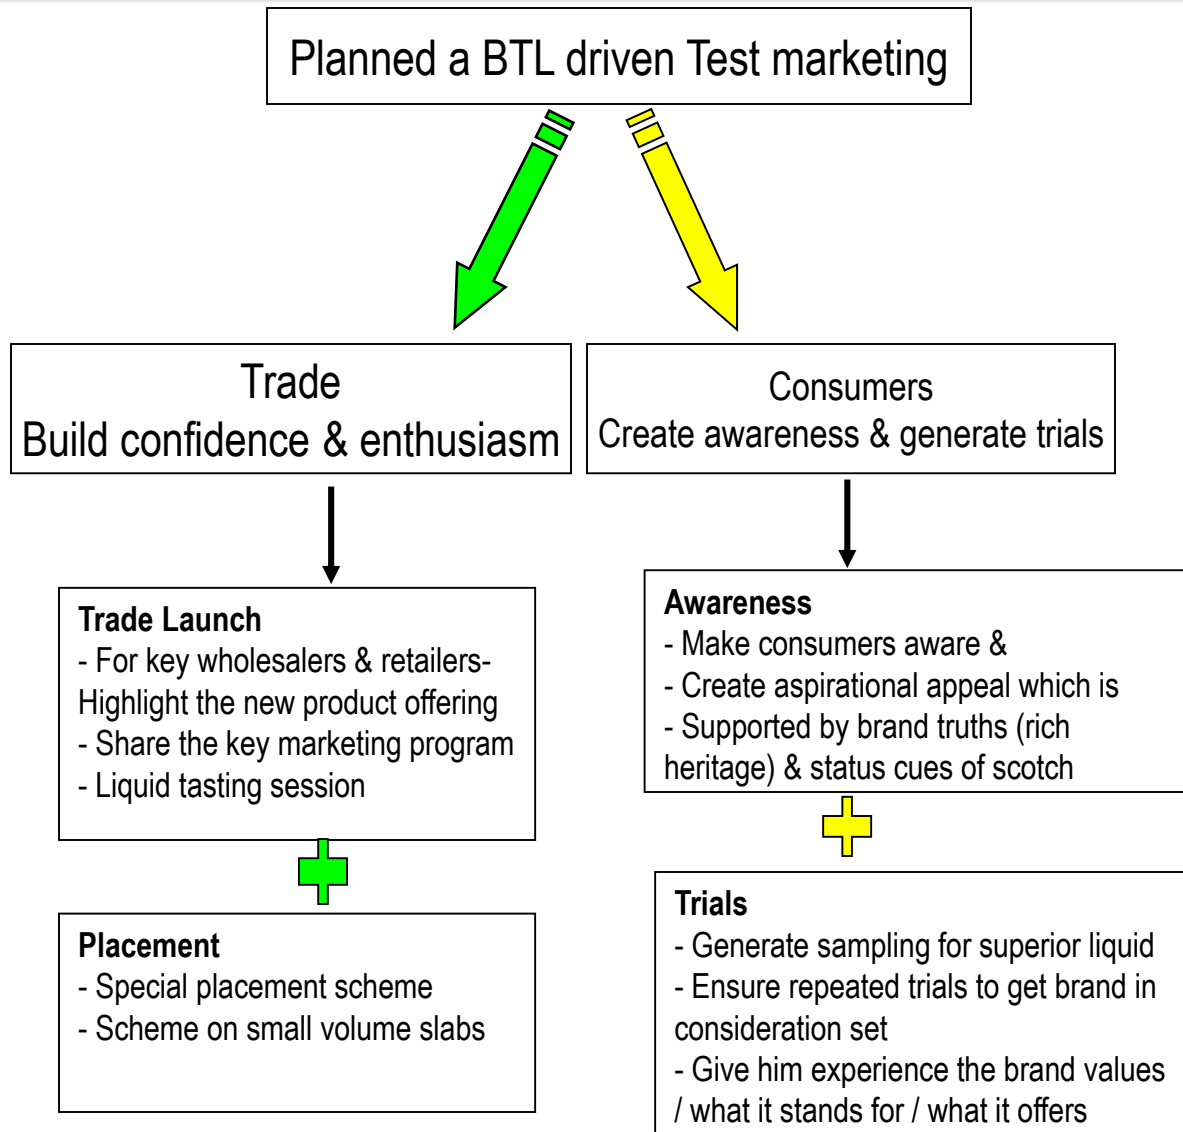 Planned a BTL driven Test marketing
Trade
Build confidence & enthusiasm
Consumers
Create awareness & generate trials
Trade Launch
- For key wholesalers & retailers-
Highlight the new product offering
- Share the key marketing program
- Liquid tasting session
Placement
- Special placement scheme
- Scheme on small volume slabs
Awareness
- Make consumers aware &
- Create aspirational appeal which is
- Supported by brand truths (rich
heritage) & status cues of scotch
Trials
- Generate sampling for superior liquid
- Ensure repeated trials to get brand in
consideration set
- Give him experience the brand values
/ what it stands for / what it offers